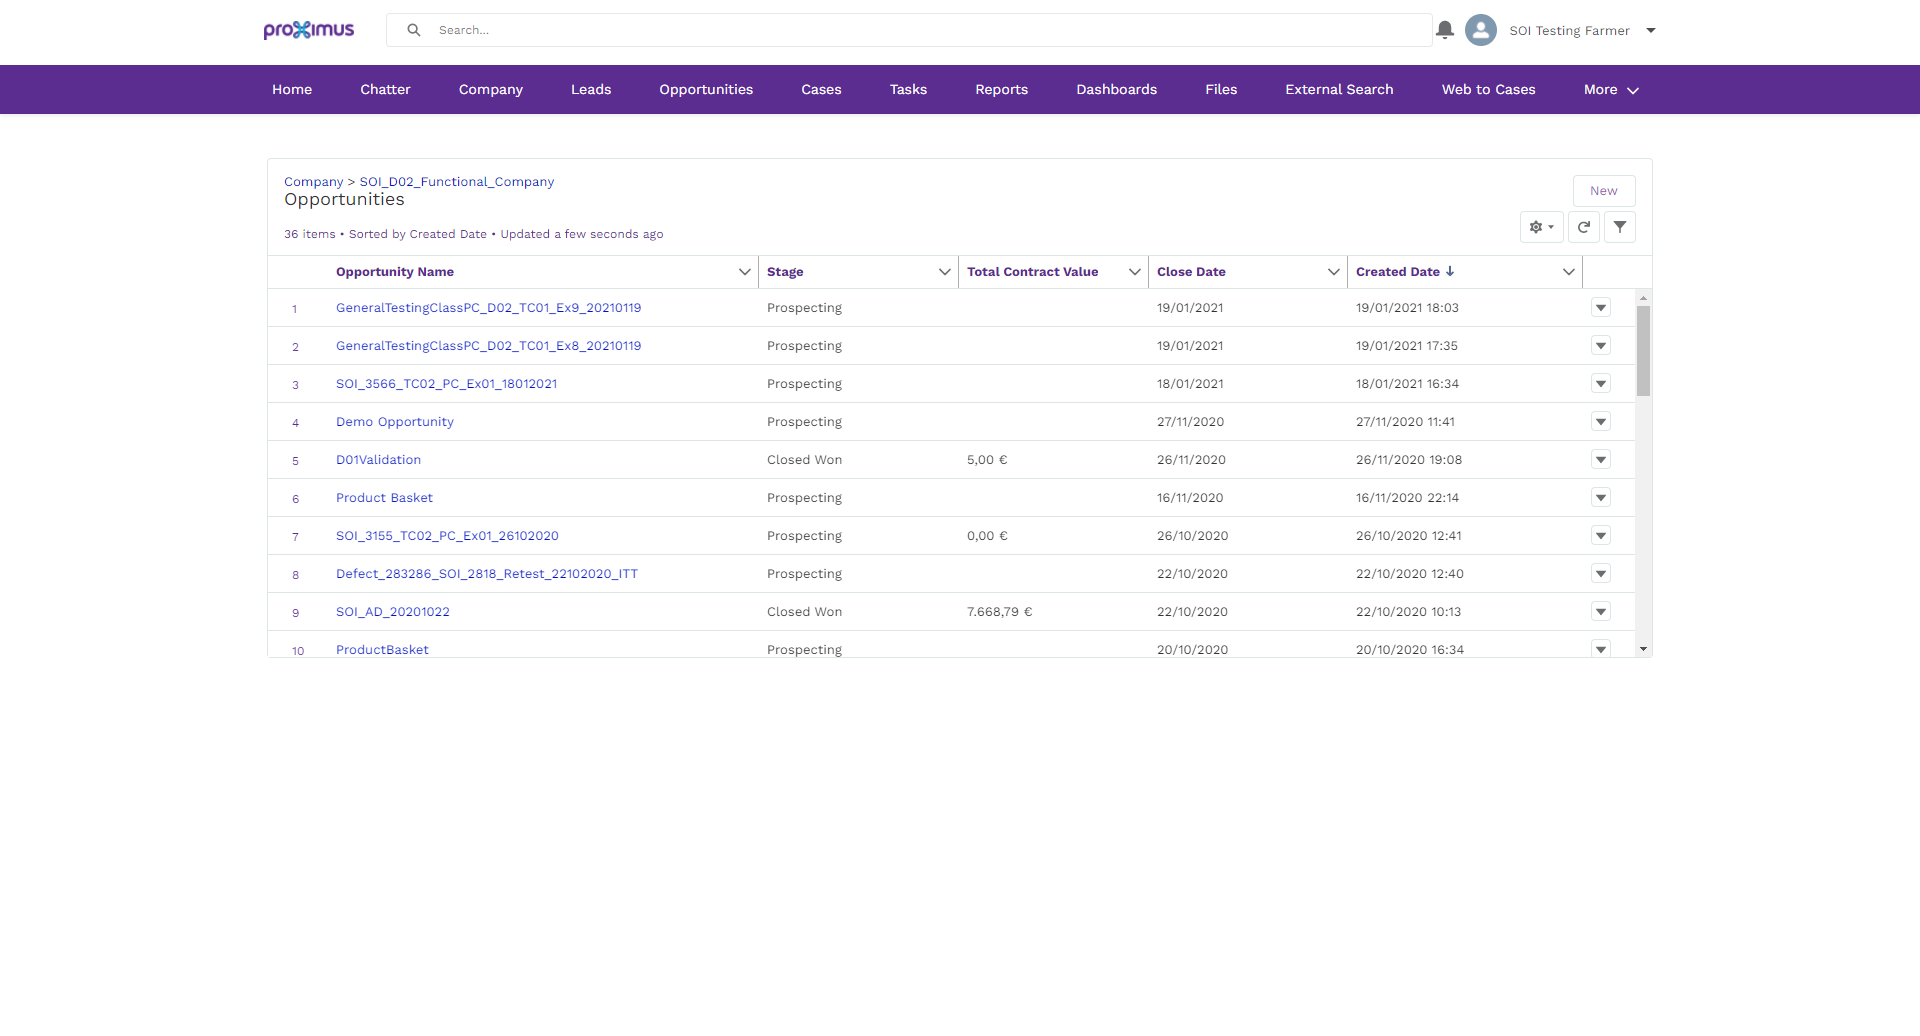 proximus
Search...
SOI Testing Farmer
Home Chatter Company Leads Opportunities Cases Tasks Reports Dashboards Files External Search Web to Cases More
Company > SOI_D02_Functional_Company
Opportunities
New
36 items • Sorted by Created Date • Updated a few seconds ago
Opportunity Name Stage Total Contract Value Close Date Created Date
1 GeneralTestingClassPC_D02_TC01_Ex9_20210119 Prospecting 19/01/2021 19/01/2021 18:03
2 GeneralTestingClassPC_D02_TC01_Ex8_20210119 Prospecting 19/01/2021 19/01/2021 17:35
3 SOI_3566_TC02_PC_Ex01_18012021 Prospecting 18/01/2021 18/01/2021 16:34
4 Demo Opportunity Prospecting 27/11/2020 27/11/2020 11:41
5 D01Validation Closed Won 5,00 € 26/11/2020 26/11/2020 19:08
6 Product Basket Prospecting 16/11/2020 16/11/2020 22:14
7 SOI_3155_TC02_PC_Ex01_26102020 Prospecting 0,00 € 26/10/2020 26/10/2020 12:41
8 Defect_283286_SOI_2818_Retest_22102020_ITT Prospecting 22/10/2020 22/10/2020 12:40
9 SOI_AD_20201022 Closed Won 7.668,79 € 22/10/2020 22/10/2020 10:13
10 ProductBasket Prospecting 20/10/2020 20/10/2020 16:34